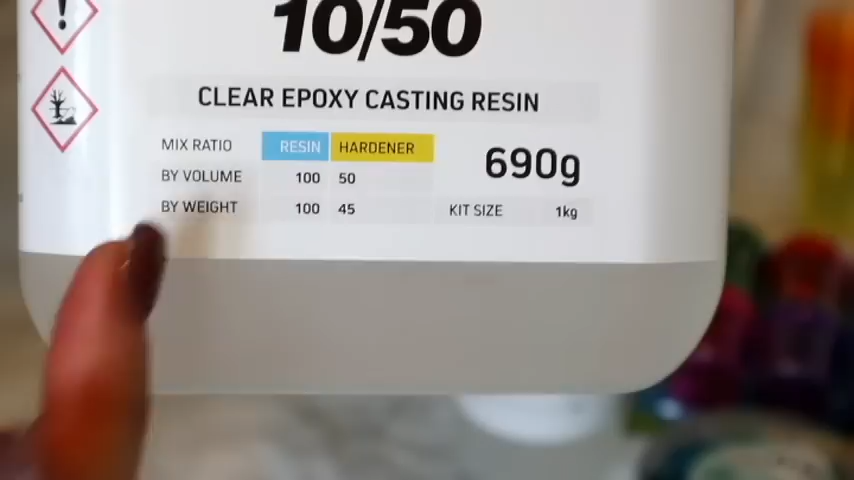 10/50
CLEAR EPOXY CASTING RESIN
MIX RATIO RESIN HARDENER
BY VOLUME 100 50
BY WEIGHT 100 45
690g
KIT SIZE 1kg